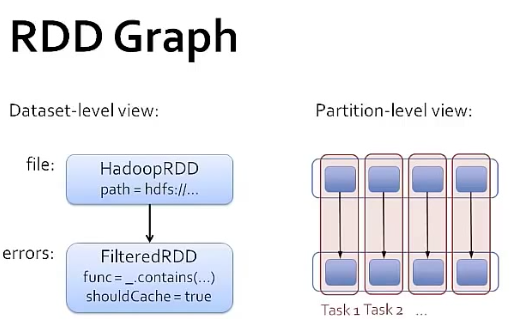 RDD Graph
Dataset-level view:
Partition-level view:
file:
HadoopRDD
path = hdfs://...
errors:
FilteredRDD
func = _.contains(...)
shouldCache = true
Task 1 Task 2 ...